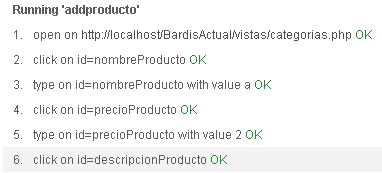 Running 'addproducto'
1. open on http://localhost/BardisActual/vistas/categorias.php OK
2. click on id=nombreProducto OK
3. type on id=nombreProducto with value a OK
4. click on id=precioProducto OK
5. type on id=precioProducto with value 2 OK
6. click on id=descripcionProducto OK